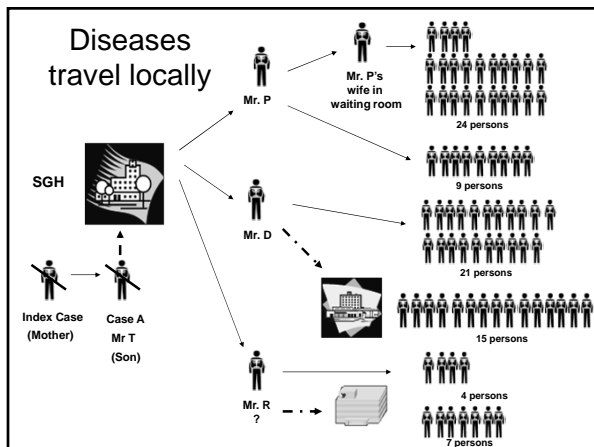 Diseases
travel locally
Mr. P
Mr. P's
wife in
waiting room
24 persons
9 persons
SGH
Mr. D
21 persons
Index Case
(Mother)
Case A
Mr T
(Son)
15 persons
Mr. R
?
4 persons
7 persons